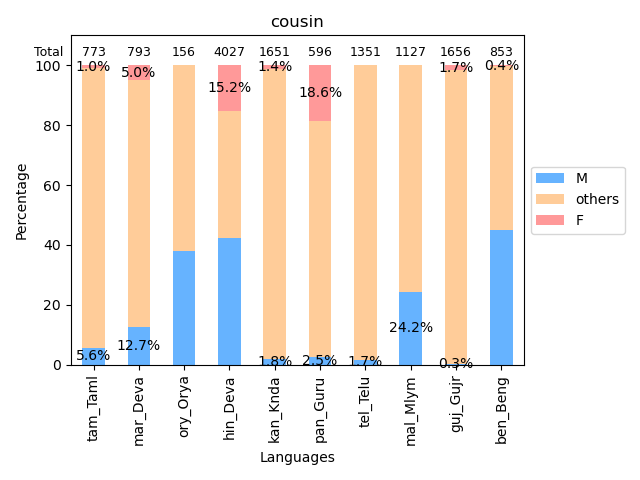 cousin
Total 773 793 156 4027 1651 596 1351 1127 1656 853
100
80
60
40
20
0
Percentage
1.0% 5.0% 15.2% 1.4% 18.6% 1.7% 0.4%
5.6% 12.7% 1.8% 2.5% 1.7% 24.2% 0.3%
tam_Taml
mar_Deva
ory_Orya
hin_Deva
kan_Knda
pan_Guru
tel_Telu
mal_Mlym
guj_Gujr
ben_Beng
Languages
M
others
F